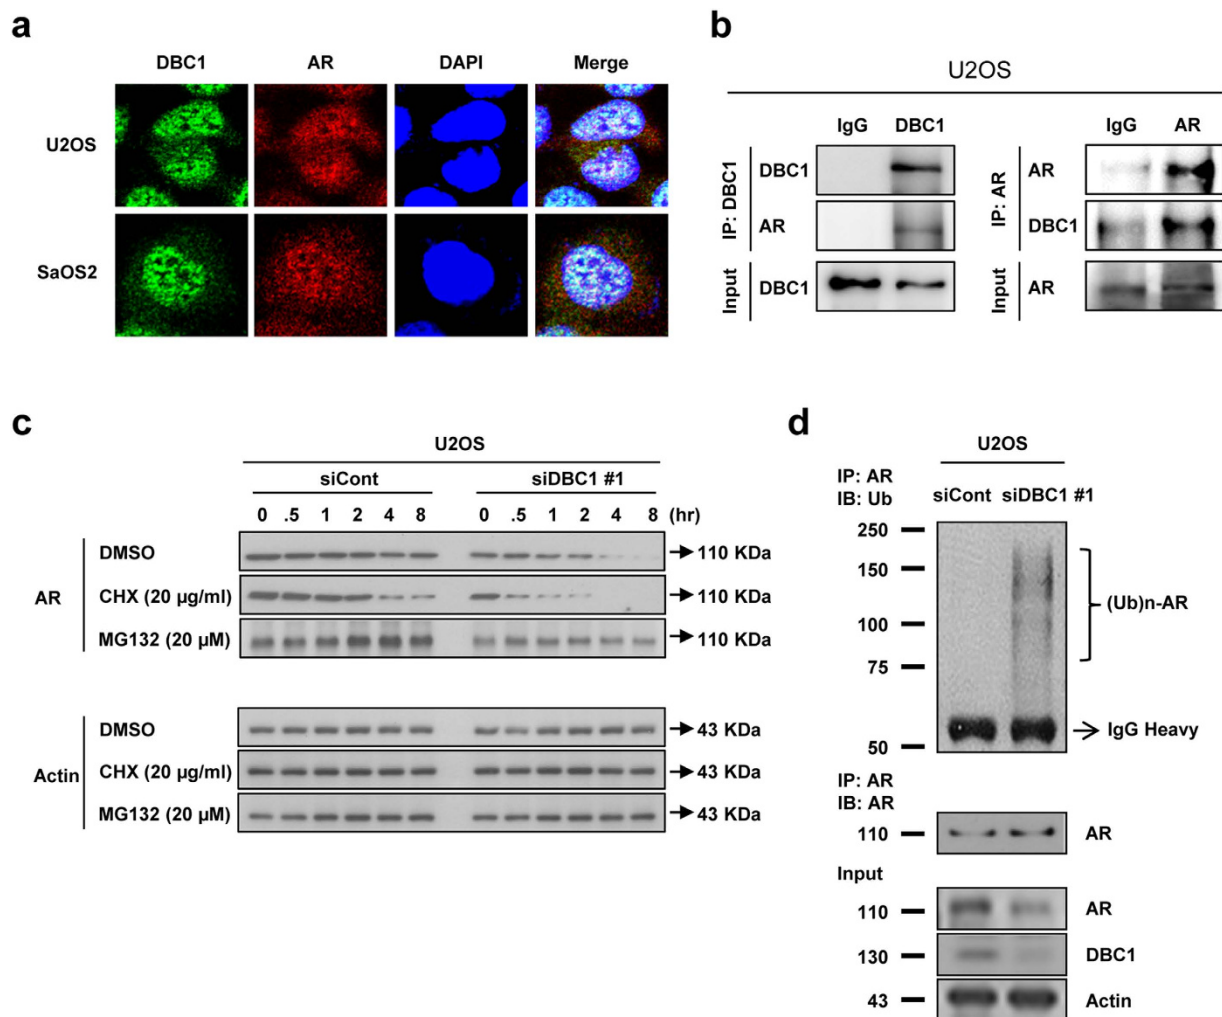 a
DBC1 AR DAPI Merge
U2OS
SaOS2
b
U2OS
IgG DBC1
IP: DBC1
DBC1
AR
Input
DBC1
IgG AR
IP: AR
AR
DBC1
Input
AR
c
U2OS
siCont siDBC1 #1
0 .5 1 2 4 8 0 .5 1 2 4 8 (hr)
AR
DMSO 110 KDa
CHX (20 µg/ml) 110 KDa
MG132 (20 µM) 110 KDa
Actin
DMSO 43 KDa
CHX (20 µg/ml) 43 KDa
MG132 (20 µM) 43 KDa
d
U2OS
IP: AR
IB: Ub
siCont siDBC1 #1
250
150
100
75
50
(Ub)n-AR
IgG Heavy
IP: AR
IB: AR
110 AR
Input
110 AR
130 DBC1
43 Actin